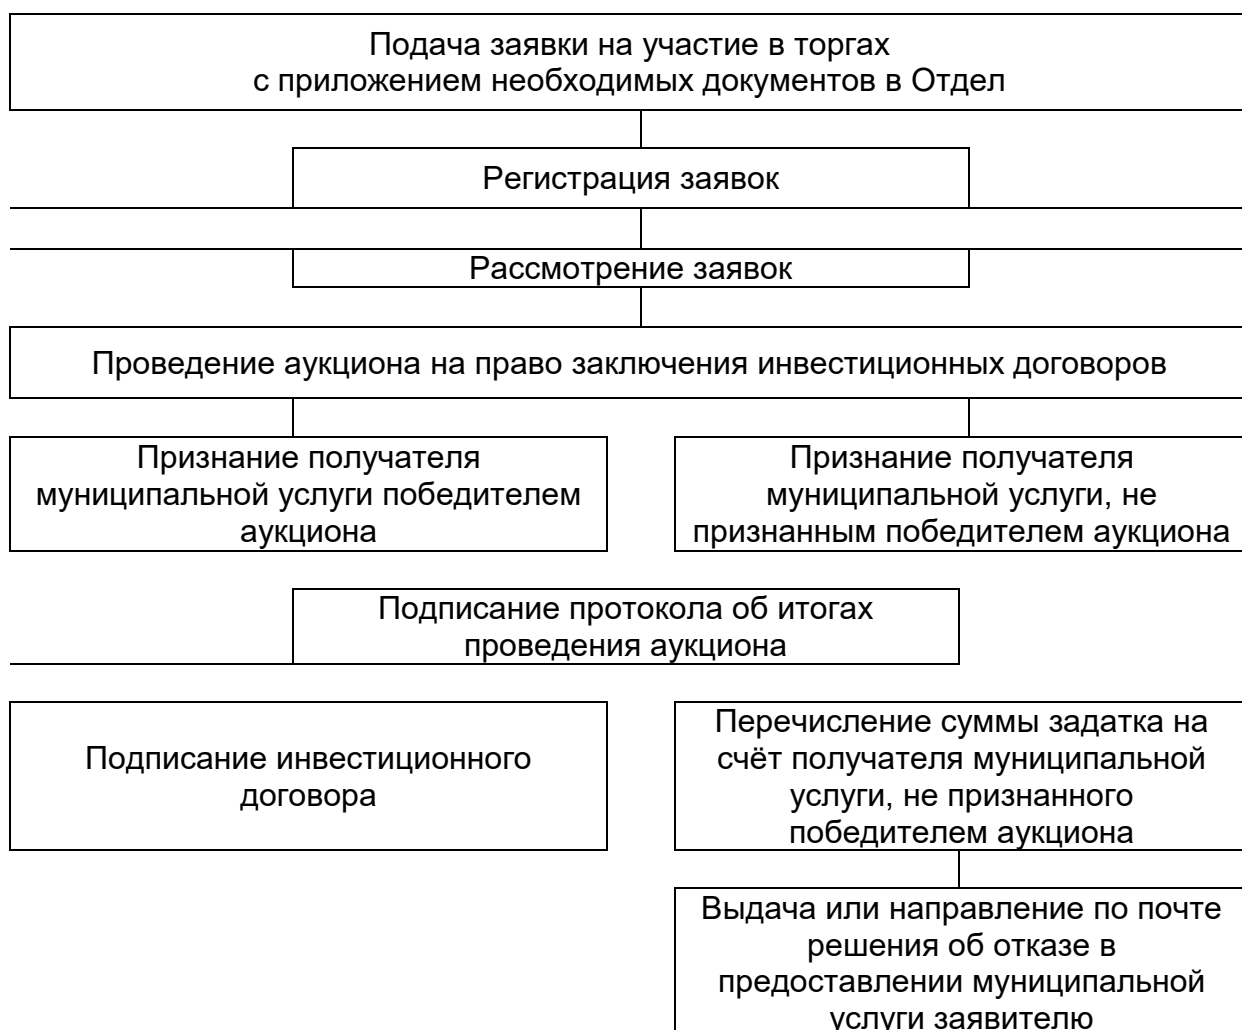 Подача заявки на участие в торгах
с приложением необходимых документов в Отдел
Регистрация заявок
Рассмотрение заявок
Проведение аукциона на право заключения инвестиционных договоров
Признание получателя
муниципальной услуги победителем
аукциона
Признание получателя
муниципальной услуги, не
признанным победителем аукциона
Подписание протокола об итогах
проведения аукциона
Подписание инвестиционного
договора
Перечисление суммы задатка на
счёт получателя муниципальной
услуги, не признанного
победителем аукциона
Выдача или направление по почте
решения об отказе в
предоставлении муниципальной
услуги заявителю